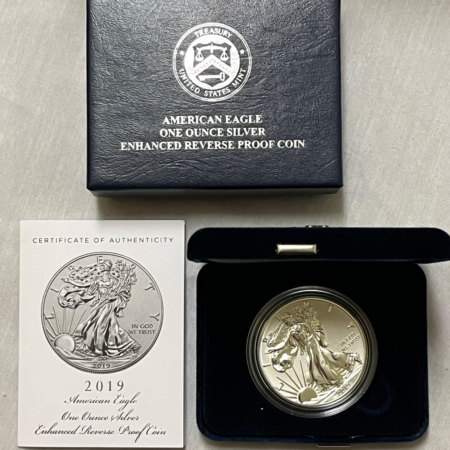 TREASURY
UNITED STATES MINT
AMERICAN EAGLE
ONE OUNCE SILVER
ENHANCED REVERSE PROOF COIN
CERTIFICATE OF AUTHENTICITY
LIBERTY
IN GOD
WE TRUST
2019
2019
American Eagle
One Ounce Silver
Enhanced Reverse Proof Coin